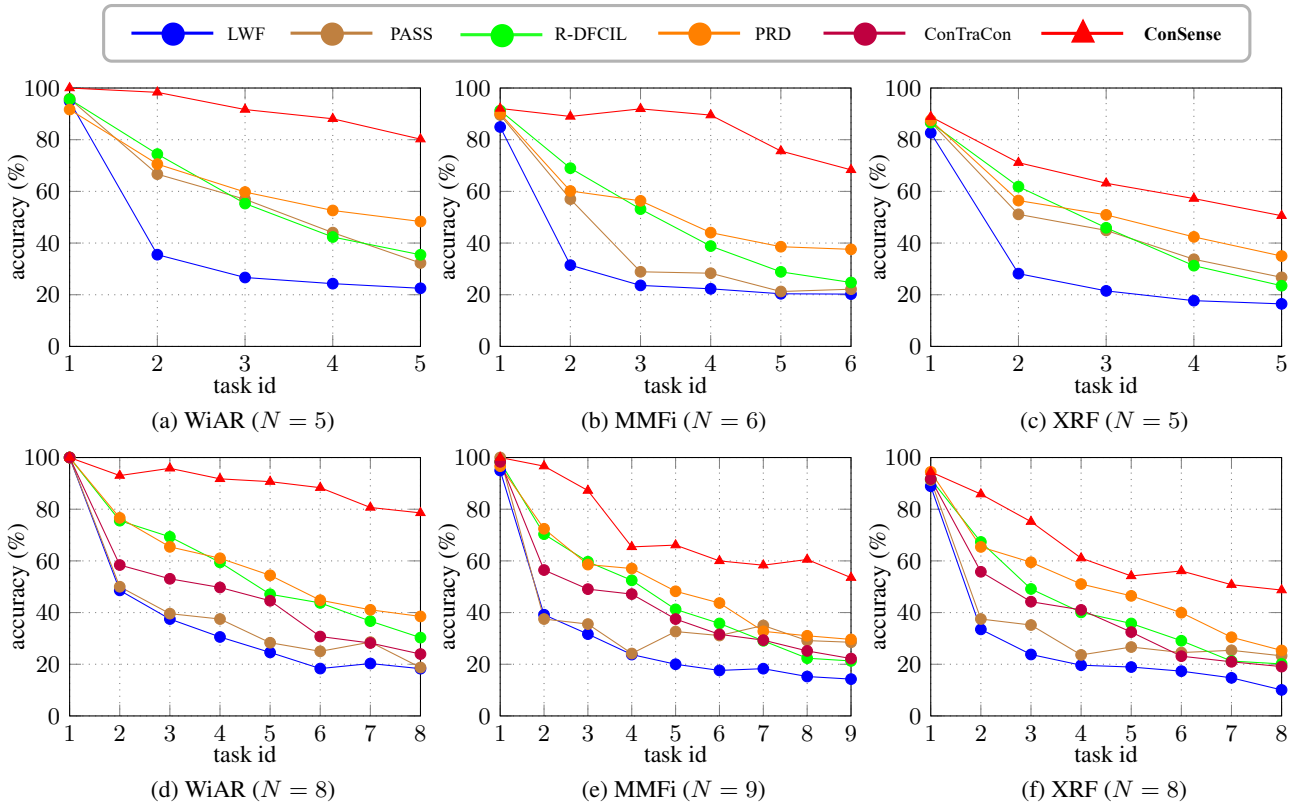 LWF PASS R-DFCIL PRD ConTraCon ConSense
100
80
60
40
20
0
accuracy (%)
1 2 3 4 5
task id
(a) WiAR (N = 5)
100
80
60
40
20
0
accuracy (%)
1 2 3 4 5 6
task id
(b) MMFi (N = 6)
100
80
60
40
20
0
accuracy (%)
1 2 3 4 5
task id
(c) XRF (N = 5)
100
80
60
40
20
0
accuracy (%)
1 2 3 4 5 6 7 8
task id
(d) WiAR (N = 8)
100
80
60
40
20
0
accuracy (%)
1 2 3 4 5 6 7 8 9
task id
(e) MMFi (N = 9)
100
80
60
40
20
0
accuracy (%)
1 2 3 4 5 6 7 8
task id
(f) XRF (N = 8)